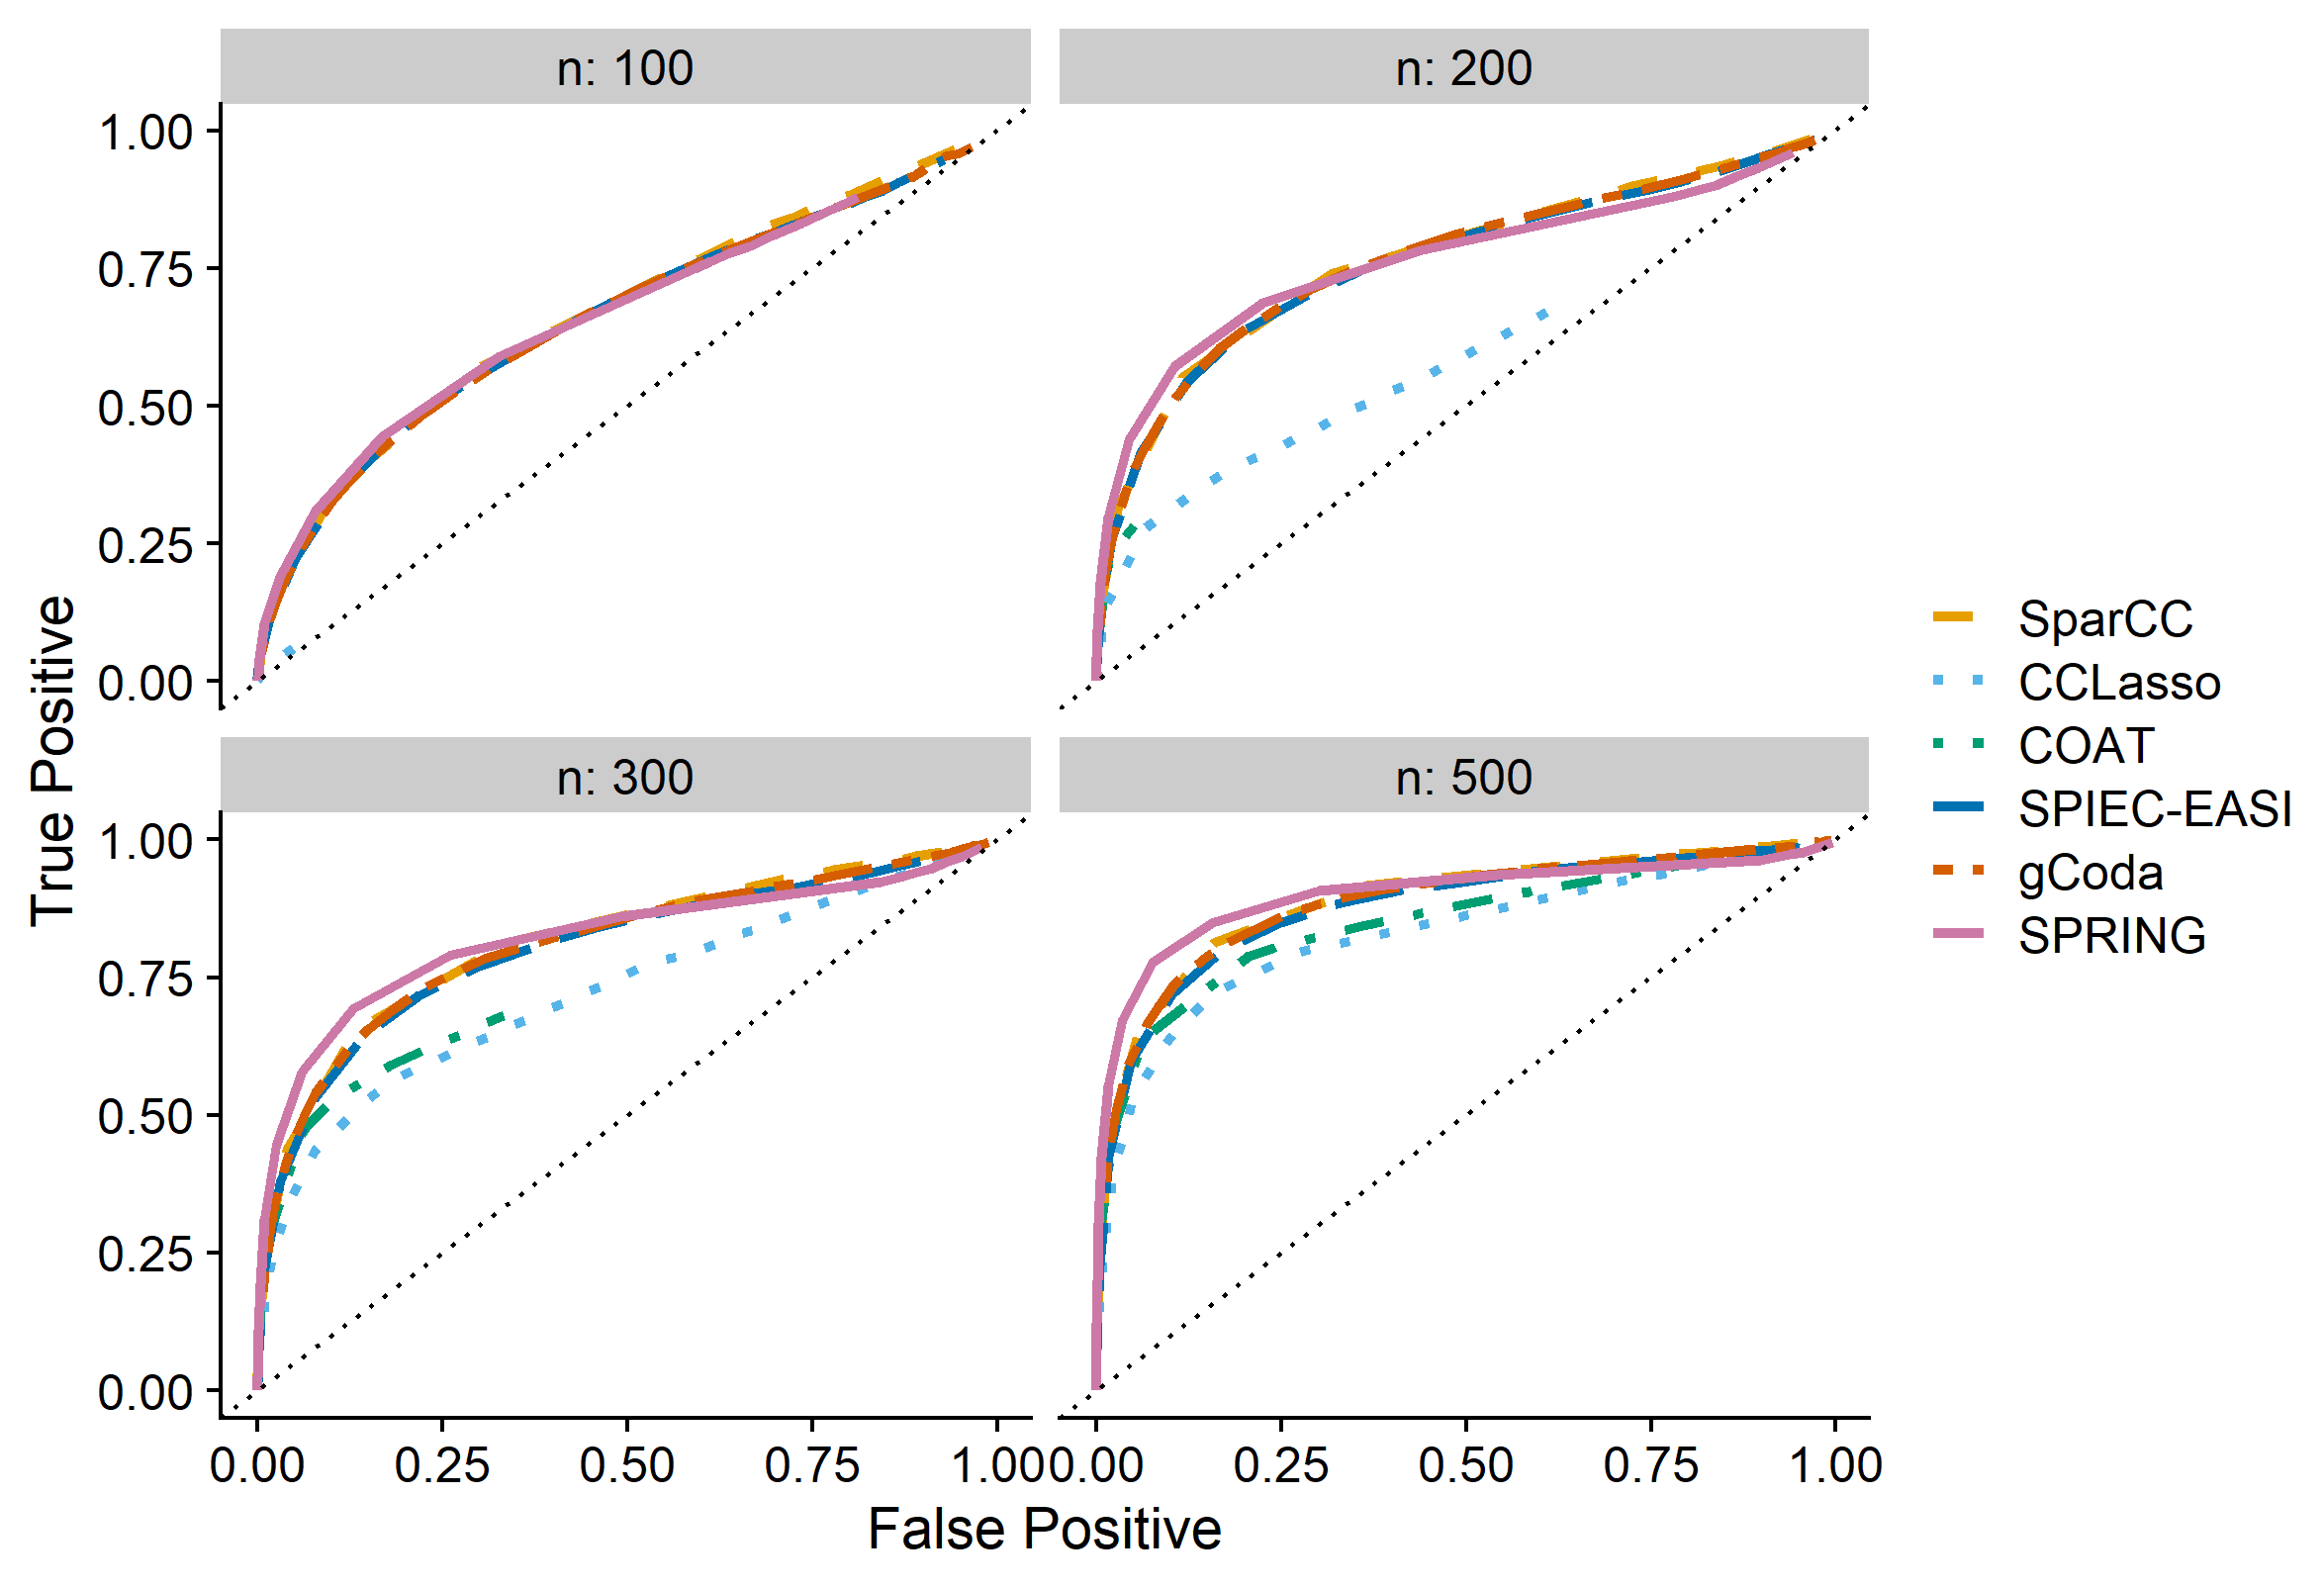 n: 100
n: 200
1.00
0.75
0.50
0.25
0.00
n: 300
n: 500
1.00
0.75
0.50
0.25
0.00
0.00 0.25 0.50 0.75 1.00
0.00 0.25 0.50 0.75 1.00
False Positive
True Positive
SparCC
CCLasso
COAT
SPIEC-EASI
gCoda
SPRING